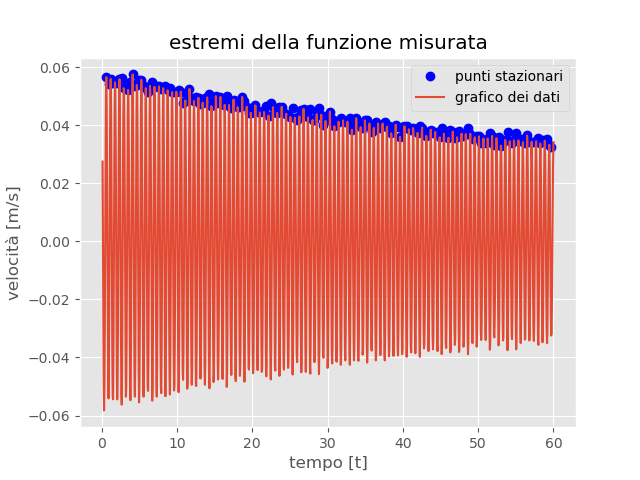 estremi della funzione misurata
punti stazionari
grafico dei dati
velocità [m/s]
0.06
0.04
0.02
0.00
−0.02
−0.04
−0.06
0
10
20
30
40
50
60
tempo [t]